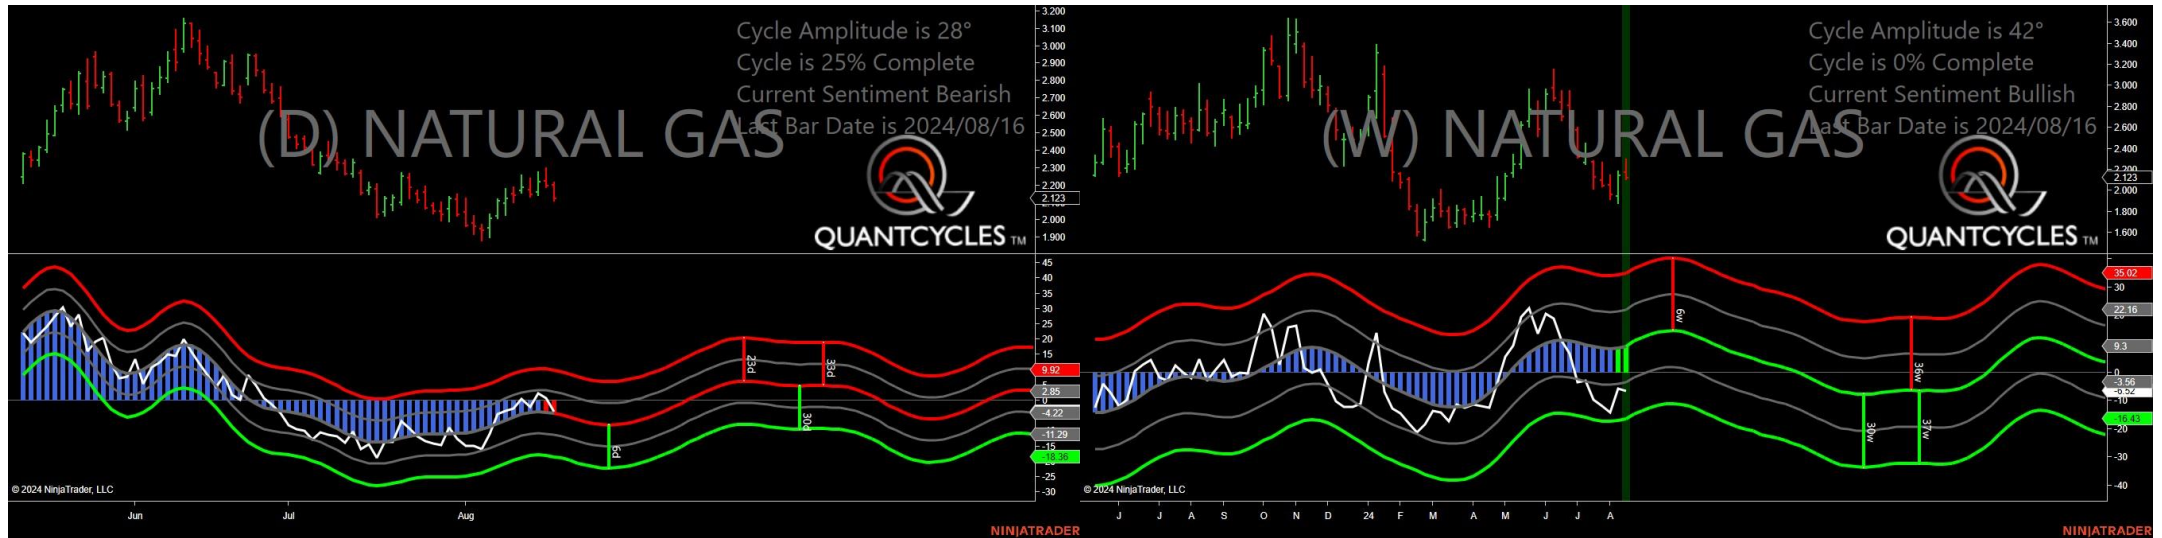 Cycle Amplitude is 28°
Cycle is 25% Complete
Current Sentiment Bearish
Last Bar Date is 2024/08/16
(D) NATURAL GAS
QUANTCYCLES TM
3.200
3.100
3.000
2.900
2.800
2.700
2.600
2.500
2.400
2.300
2.200
2.123
2.000
1.900
45
40
35
30
25
20
15
9.92
2.85
0
-4.22
-11.29
-15
-18.36
-25
-30
6d
23d
30d
33d
© 2024 NinjaTrader, LLC
Jun
Jul
Aug
NINJATRADER
Cycle Amplitude is 42°
Cycle is 0% Complete
Current Sentiment Bullish
Last Bar Date is 2024/08/16
(W) NATURAL GAS
QUANTCYCLES TM
3.600
3.400
3.200
3.000
2.800
2.600
2.400
2.200
2.123
2.000
1.800
1.600
35.02
30
22.16
9.3
0
-3.56
-10
-16.43
-20
-30
-40
6w
30w
36w
37w
© 2024 NinjaTrader, LLC
J
J
A
S
O
N
D
24
F
M
A
M
J
J
A
NINJATRADER